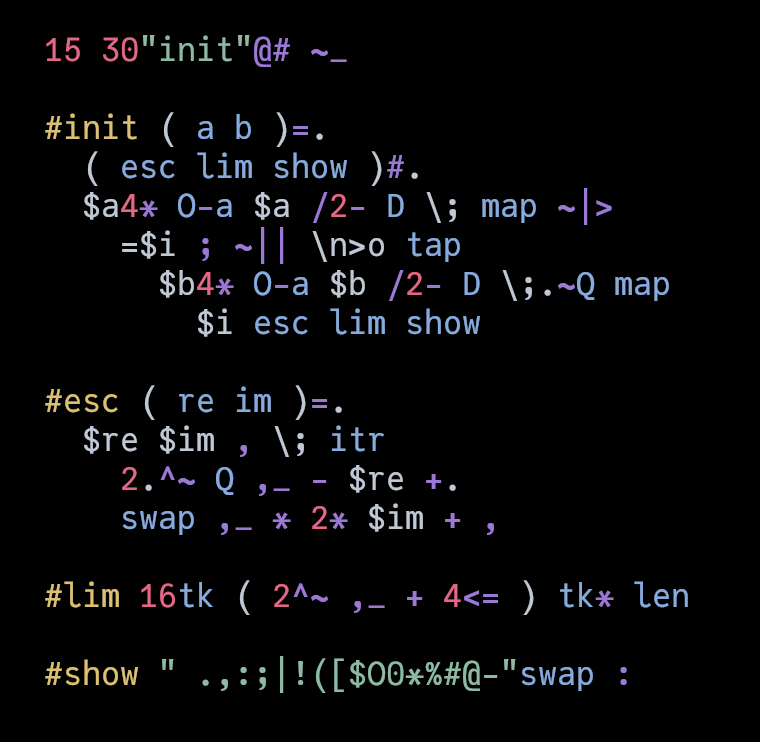 15 30"init"@# ~_
#init ( a b )=.
( esc lim show )#.
$a4* O-a $a /2- D \; map ~|>
=$i ; ~|| \n>o tap
$b4* O-a $b /2- D \;.~Q map
$i esc lim show
#esc ( re im )=.
$re $im , \; itr
2.^~ Q ,_ - $re +.
swap ,_ * 2* $im + ,
#lim 16tk ( 2^~ ,_ + 4<= ) tk* len
#show " .,:;|!([$O0*%#@-"swap :